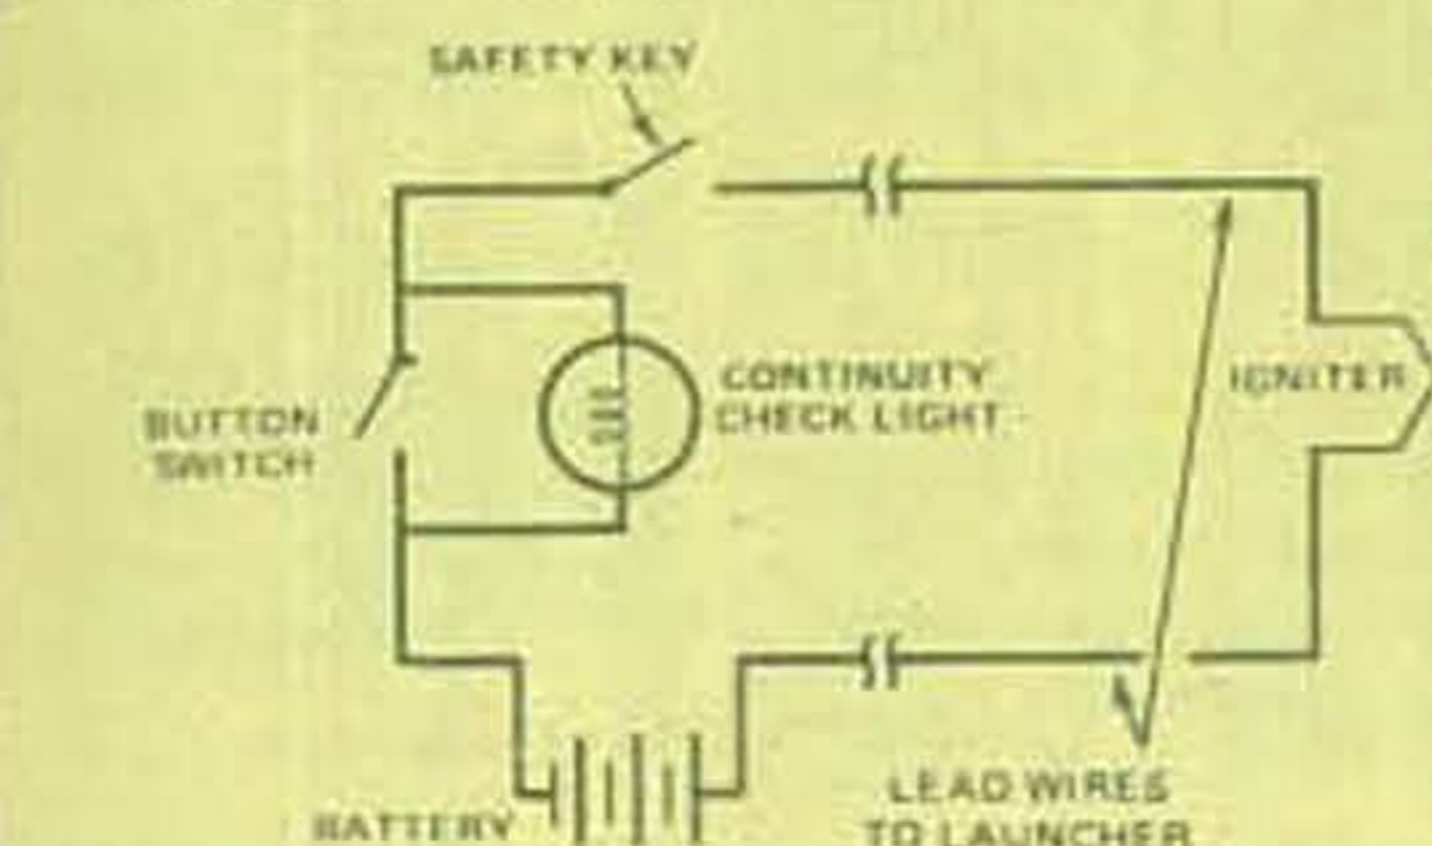 SAFETY KEY
CONTINUITY
CHECK LIGHT
IGNITER
BUTTON
SWITCH
LEAD WIRES
TO LAUNCHER
BATTERY